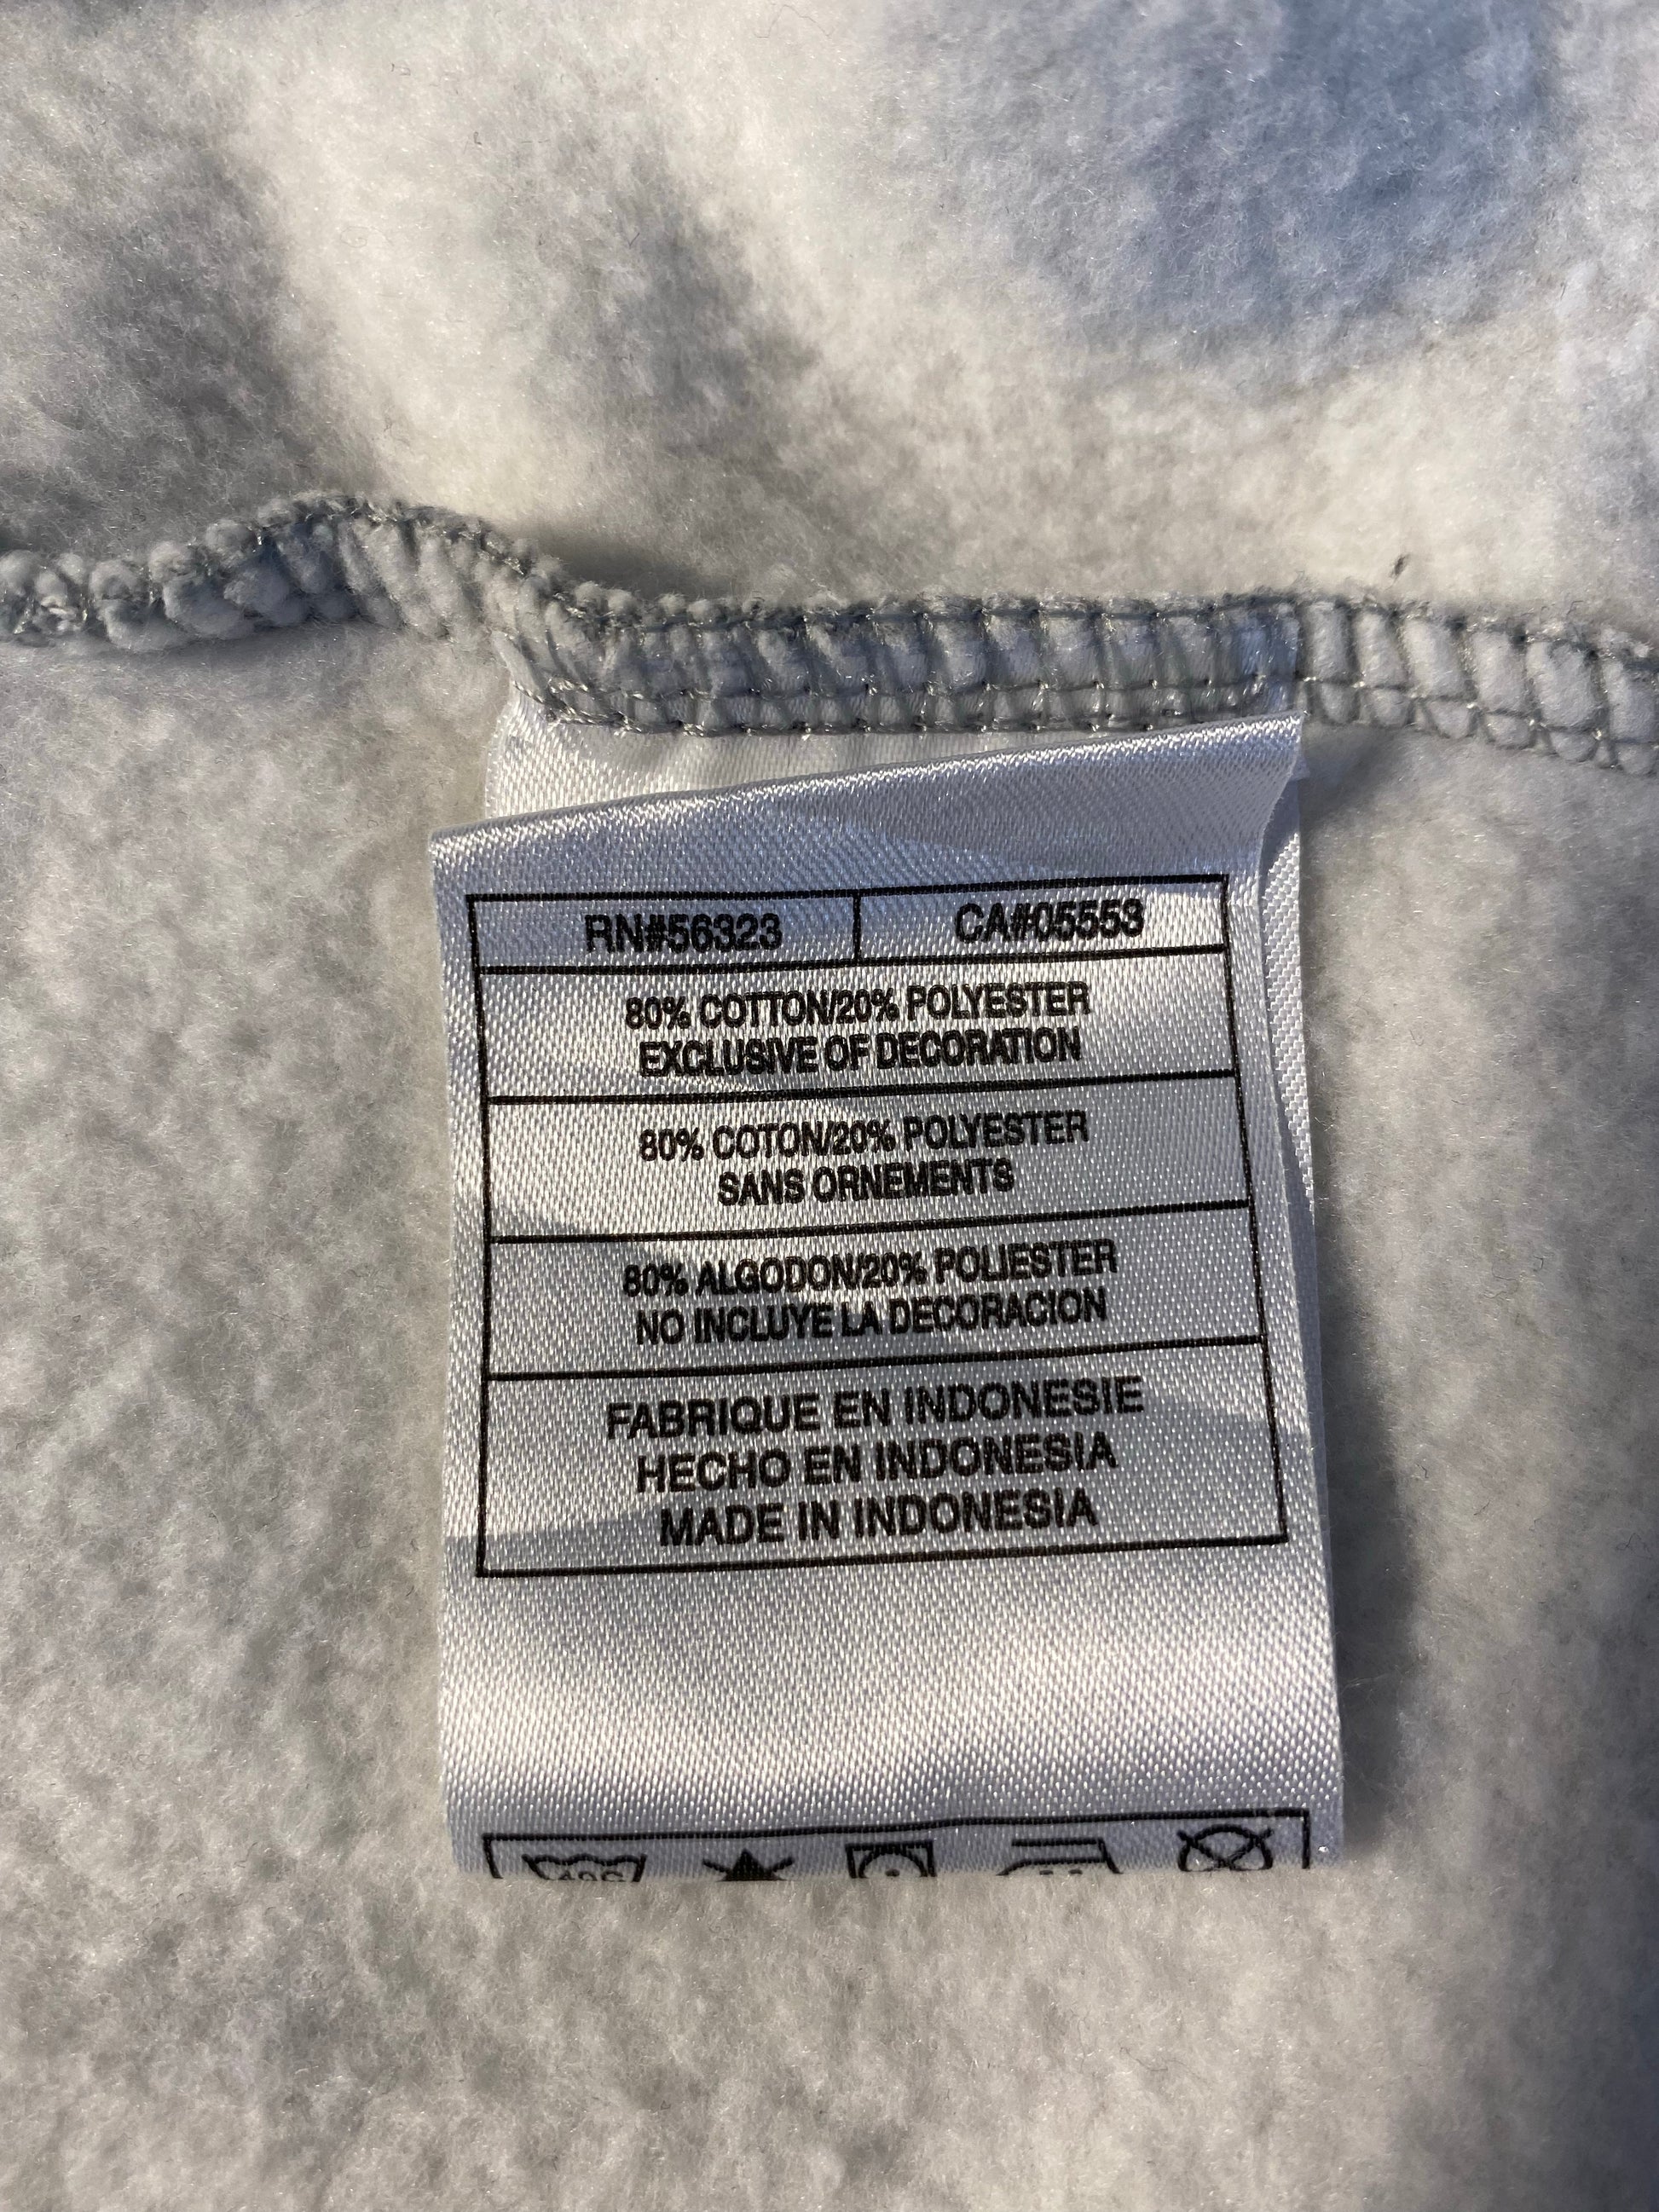 RN#56323 CA#05553
80% COTTON/20% POLYESTER
EXCLUSIVE OF DECORATION
80% COTON/20% POLYESTER
SANS ORNEMENTS
80% ALGODON/20% POLIESTER
NO INCLUYE LA DECORACION
FABRIQUE EN INDONESIE
HECHO EN INDONESIA
MADE IN INDONESIA